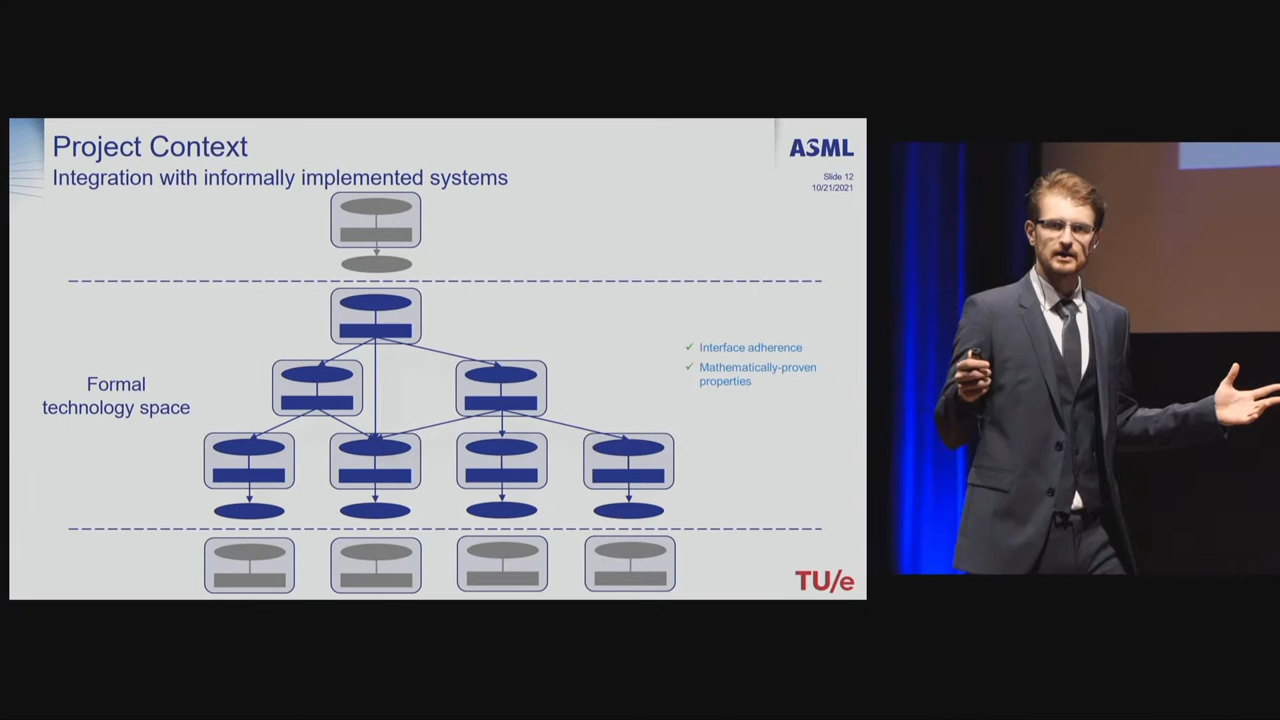 Project Context
Integration with informally implemented systems
ASML
Slide 12
10/21/2021
Formal
technology space
✓ Interface adherence
✓ Mathematically-proven
properties
TU/e